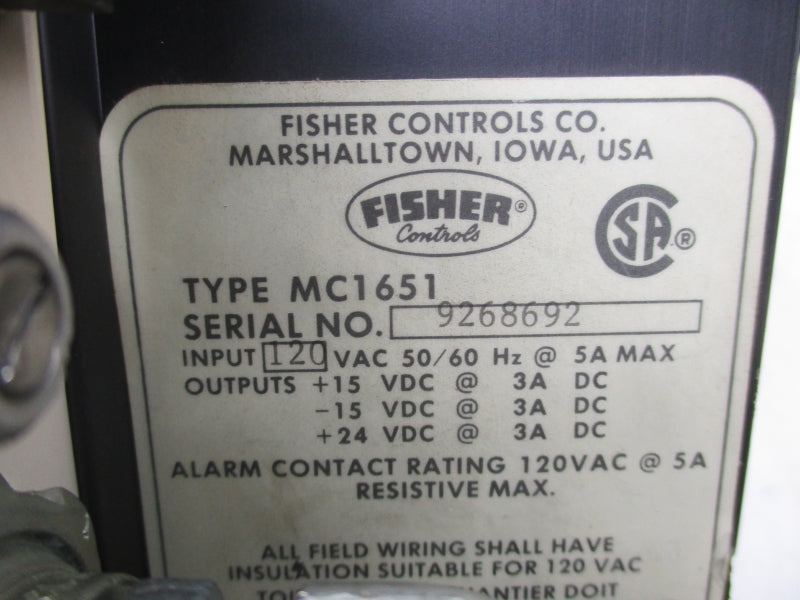 FISHER CONTROLS CO.
MARSHALLTOWN, IOWA, USA
FISHER®
Controls
SA ®
TYPE MC1651
SERIAL NO. 9268692
INPUT 120 VAC 50/60 Hz @ 5A MAX
OUTPUTS +15 VDC @ 3A DC
-15 VDC @ 3A DC
+24 VDC @ 3A DC
ALARM CONTACT RATING 120VAC @ 5A
RESISTIVE MAX.
ALL FIELD WIRING SHALL HAVE
INSULATION SUITABLE FOR 120 VAC
DOIT